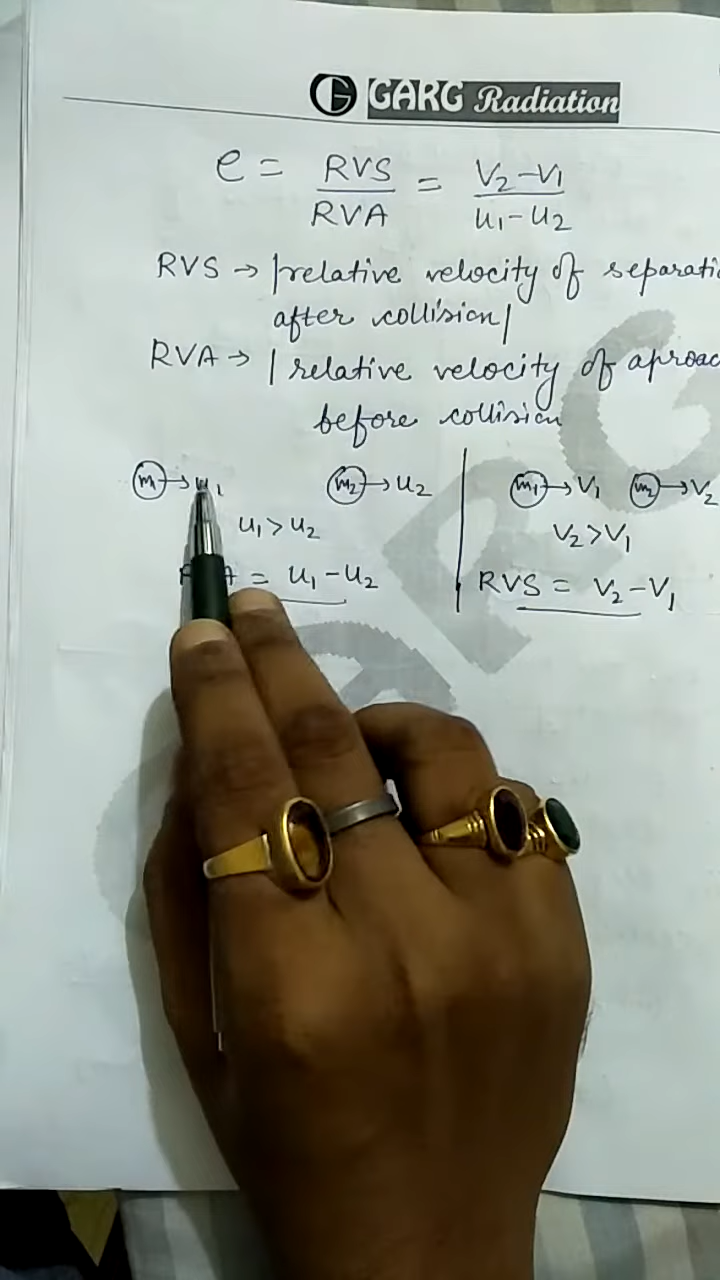 GARG Radiation
e = RVS/RVA = V₂-V₁/u₁-u₂
RVS → |relative velocity of
after collision|
RVA → | relative velocity of
before collision
m₁ → u₁ m₂ → u₂ m₁ → V₁ m₂ → V₂
u₁ > u₂ V₂ > V₁
= u₁ - u₂ RVS = V₂ - V₁